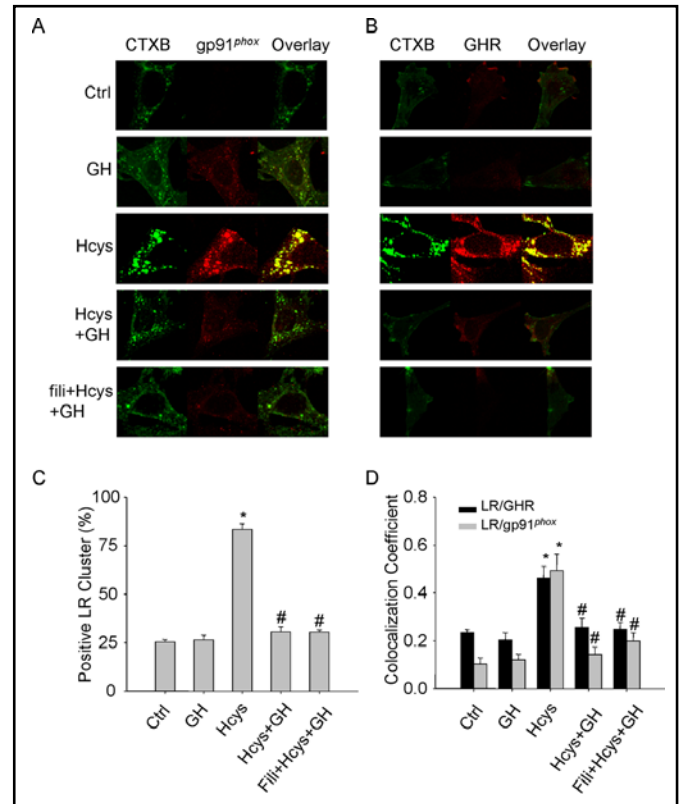 A
B
CTXB gp91phox Overlay
CTXB GHR Overlay
Ctrl
GH
Hcys
Hcys
+GH
fili+Hcys
+GH
C
D
Positive LR Cluster (%)
100
75
50
25
0
*
#
#
Ctrl
GH
Hcys
Hcys+GH
Fili+Hcys+GH
Colocalization Coefficient
0.8
0.6
0.4
0.2
0.0
LR/GHR
LR/gp91phox
* *
# #
# #
Ctrl
GH
Hcys
Hcys+GH
Fili+Hcys+GH